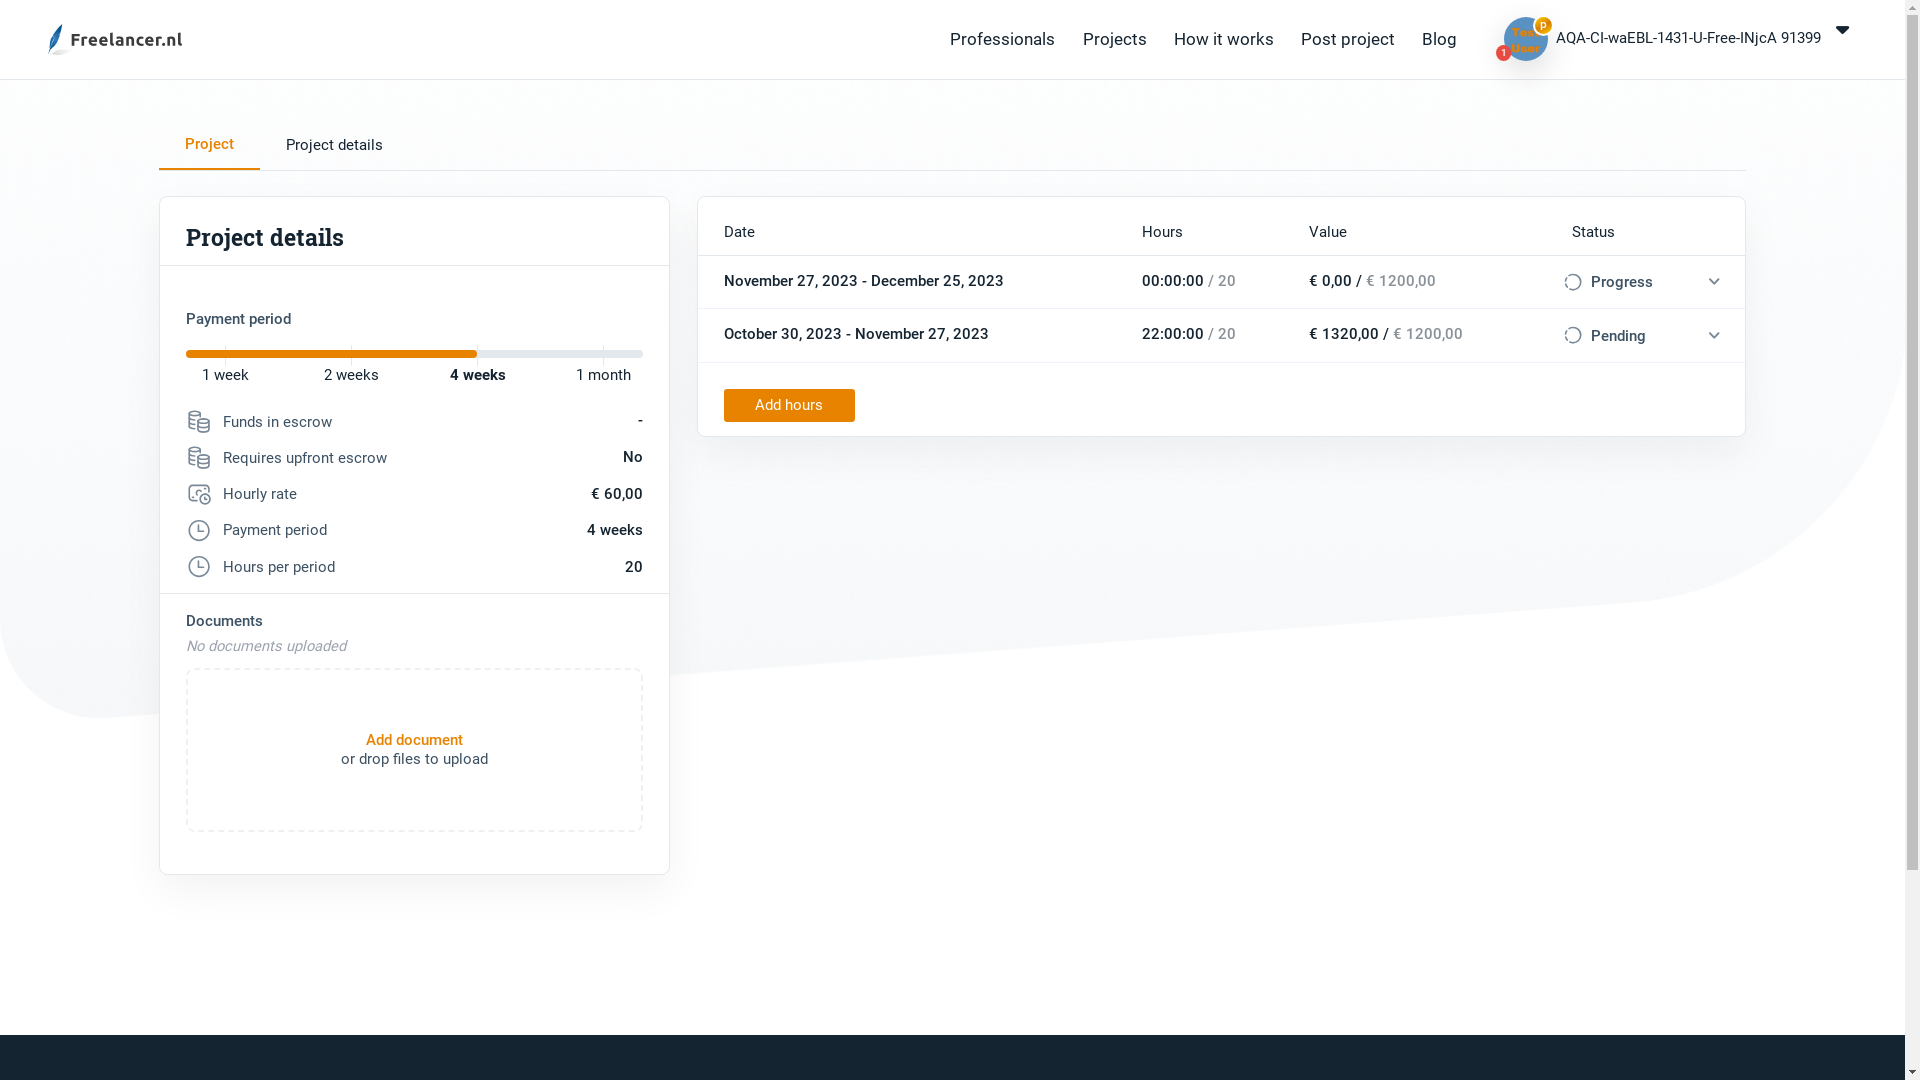 Freelancer.nl
Professionals
Projects
How it works
Post project
Blog
P
1
Test
User
AQA-CI-waEBL-1431-U-Free-INjcA 91399
Project
Project details
Project details
Payment period
1 week
2 weeks
4 weeks
1 month
Funds in escrow -
Requires upfront escrow No
Hourly rate € 60,00
Payment period 4 weeks
Hours per period 20
Documents
No documents uploaded
Add document
or drop files to upload
Date Hours Value Status
November 27, 2023 - December 25, 2023 00:00:00 / 20 € 0,00 / € 1200,00 Progress
October 30, 2023 - November 27, 2023 22:00:00 / 20 € 1320,00 / € 1200,00 Pending
Add hours